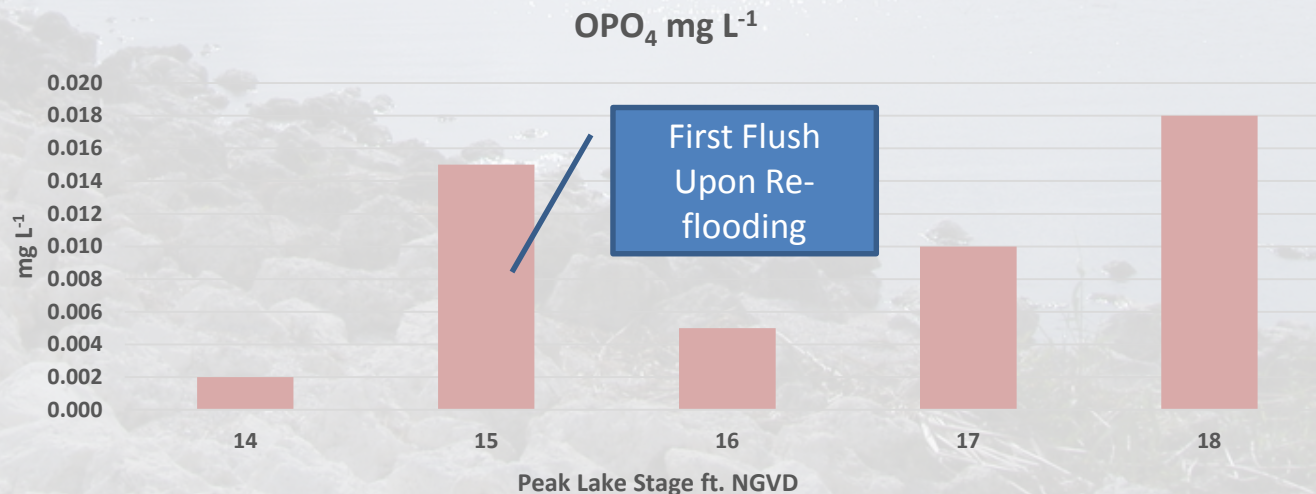 OPO₄ mg L⁻¹
0.020
0.018
0.016
0.014
0.012
0.010
0.008
0.006
0.004
0.002
0.000
mg L⁻¹
First Flush
Upon Re-
flooding
14 15 16 17 18
Peak Lake Stage ft. NGVD